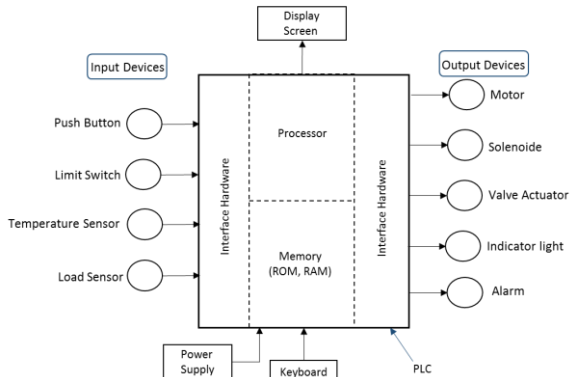 Display
Screen
Input Devices
Output Devices
Push Button
Limit Switch
Temperature Sensor
Load Sensor
Interface Hardware
Processor
Memory
(ROM, RAM)
Interface Hardware
Motor
Solenoide
Valve Actuator
Indicator light
Alarm
Power
Supply
Keyboard
PLC